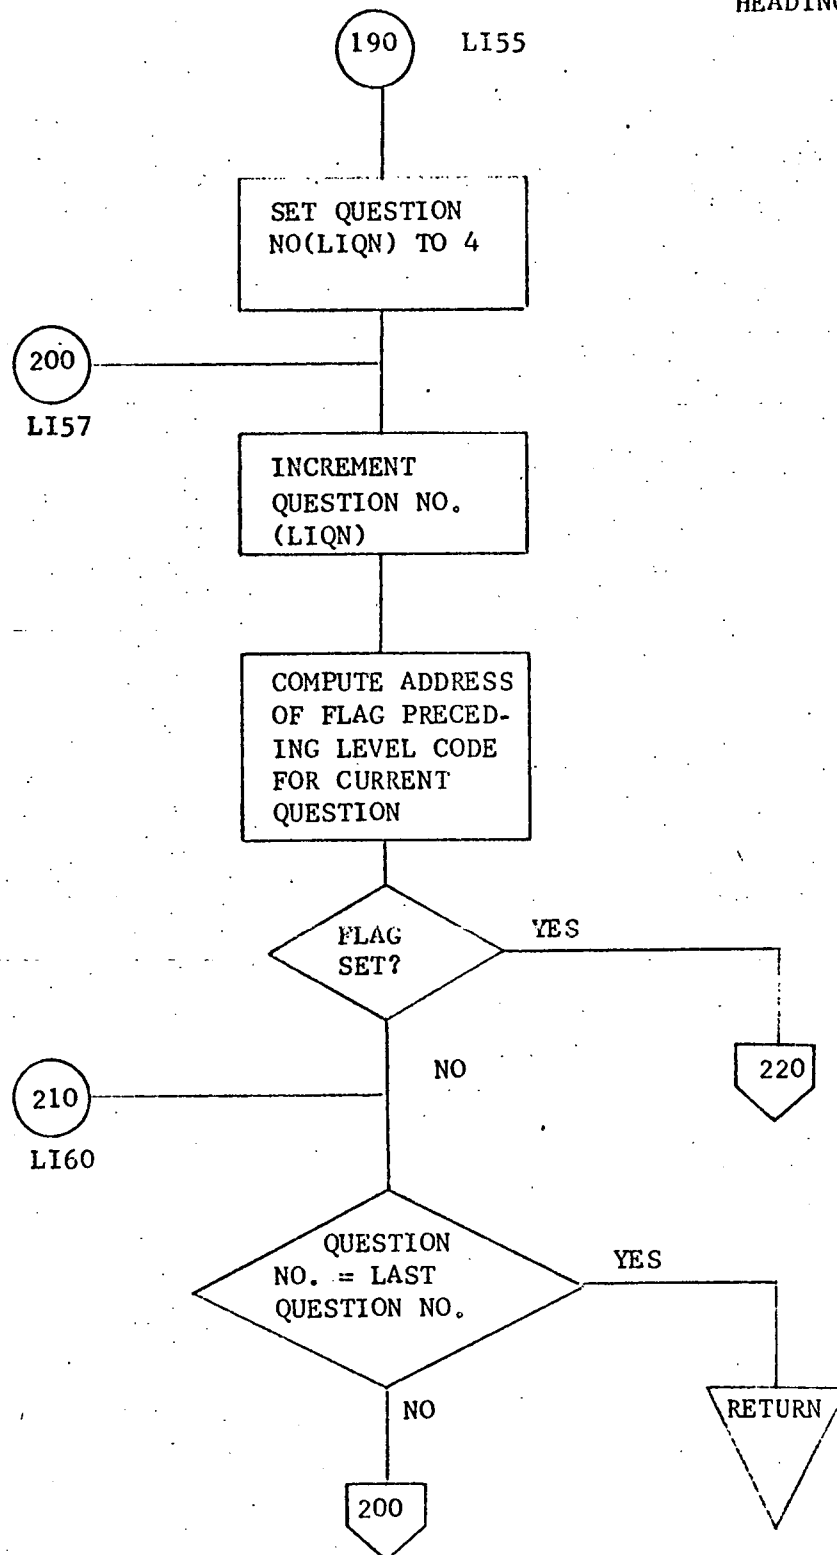 HEADING
190 LI55
SET QUESTION
NO(LIQN) TO 4
200
LI57
INCREMENT
QUESTION NO.
(LIQN)
COMPUTE ADDRESS
OF FLAG PRECED-
ING LEVEL CODE
FOR CURRENT
QUESTION
FLAG
SET?
YES
NO
220
210
LI60
QUESTION
NO. = LAST
QUESTION NO.
YES
NO
RETURN
200